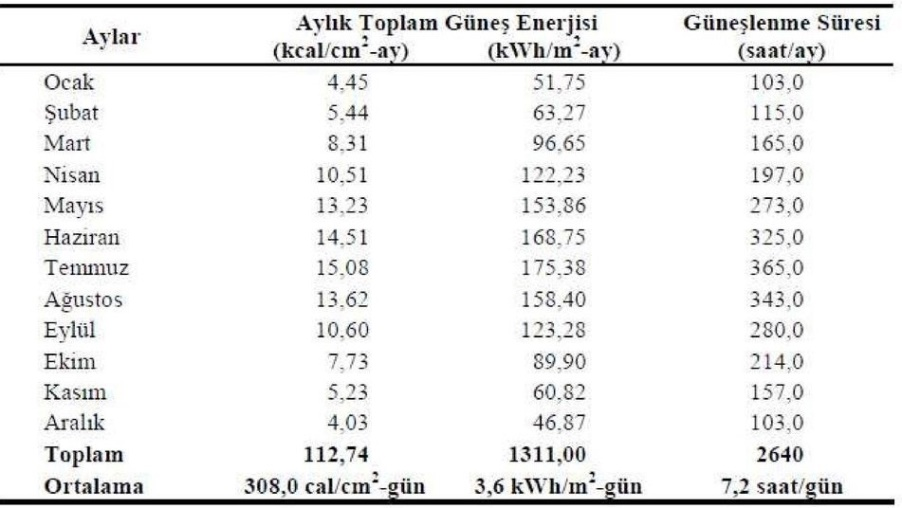 Aylar Aylık Toplam Güneş Enerjisi Güneşlenme Süresi
(kcal/cm²-ay) (kWh/m²-ay) (saat/ay)
Ocak 4,45 51,75 103,0
Şubat 5,44 63,27 115,0
Mart 8,31 96,65 165,0
Nisan 10,51 122,23 197,0
Mayıs 13,23 153,86 273,0
Haziran 14,51 168,75 325,0
Temmuz 15,08 175,38 365,0
Ağustos 13,62 158,40 343,0
Eylül 10,60 123,28 280,0
Ekim 7,73 89,90 214,0
Kasım 5,23 60,82 157,0
Aralık 4,03 46,87 103,0
Toplam 112,74 1311,00 2640
Ortalama 308,0 cal/cm²-gün 3,6 kWh/m²-gün 7,2 saat/gün